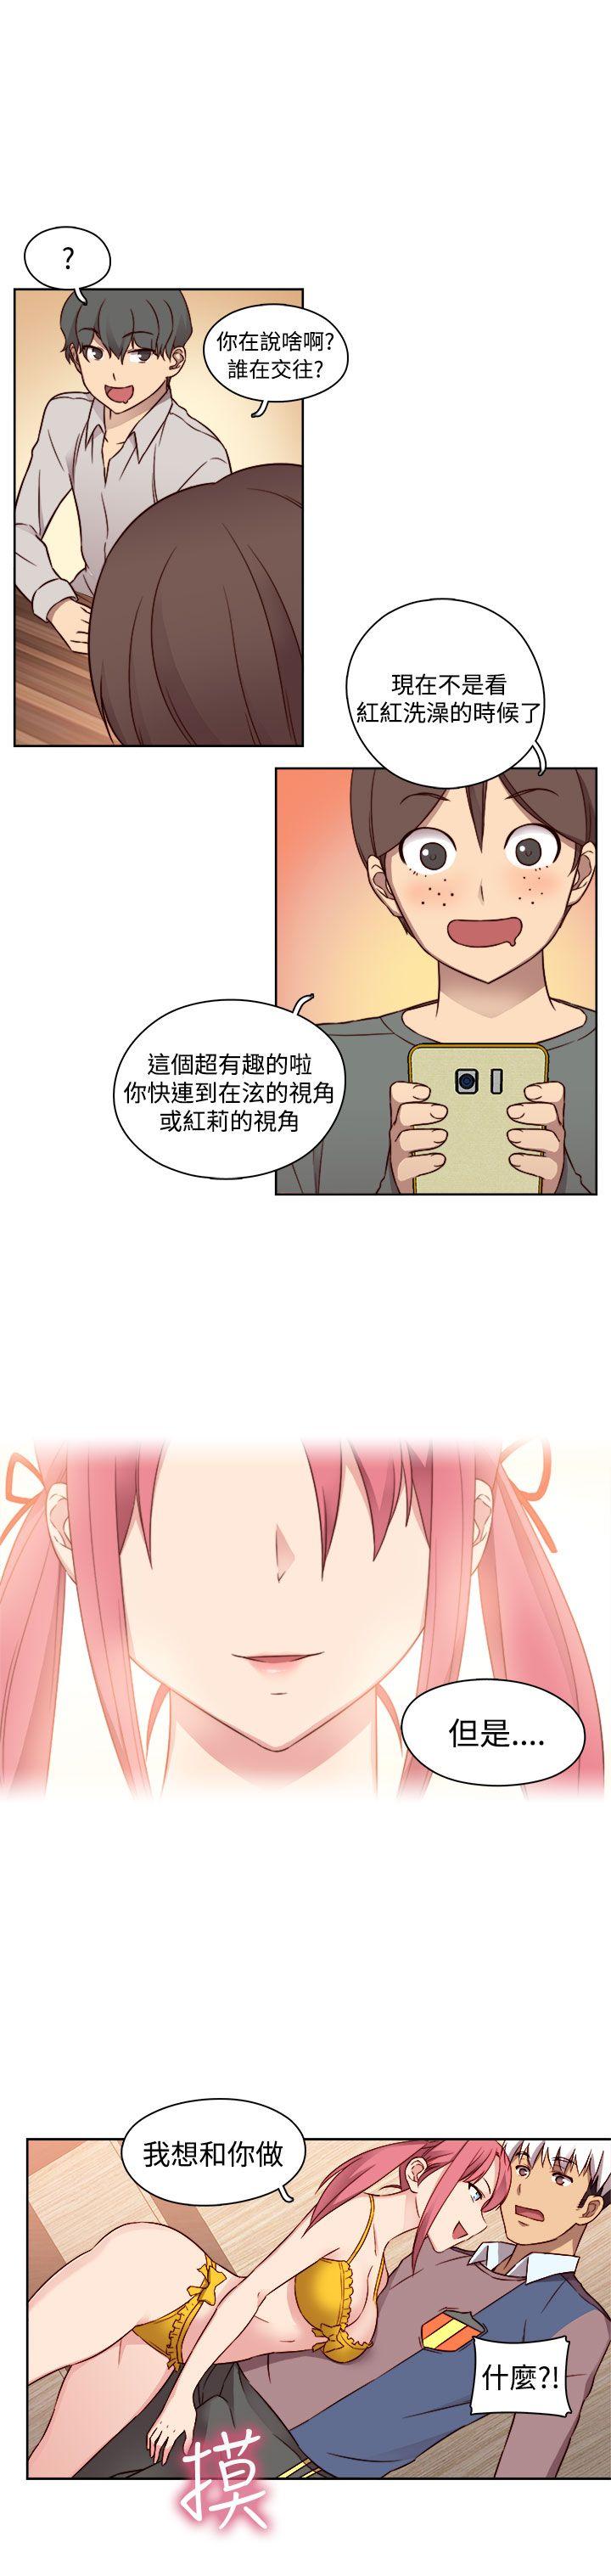 ?
你在說啥啊?
誰在交往?
現在不是看
紅紅洗澡的時候了
這個超有趣的啦
你快連到在泫的視角
或紅莉的視角
但是....
我想和你做
什麼?!
摸